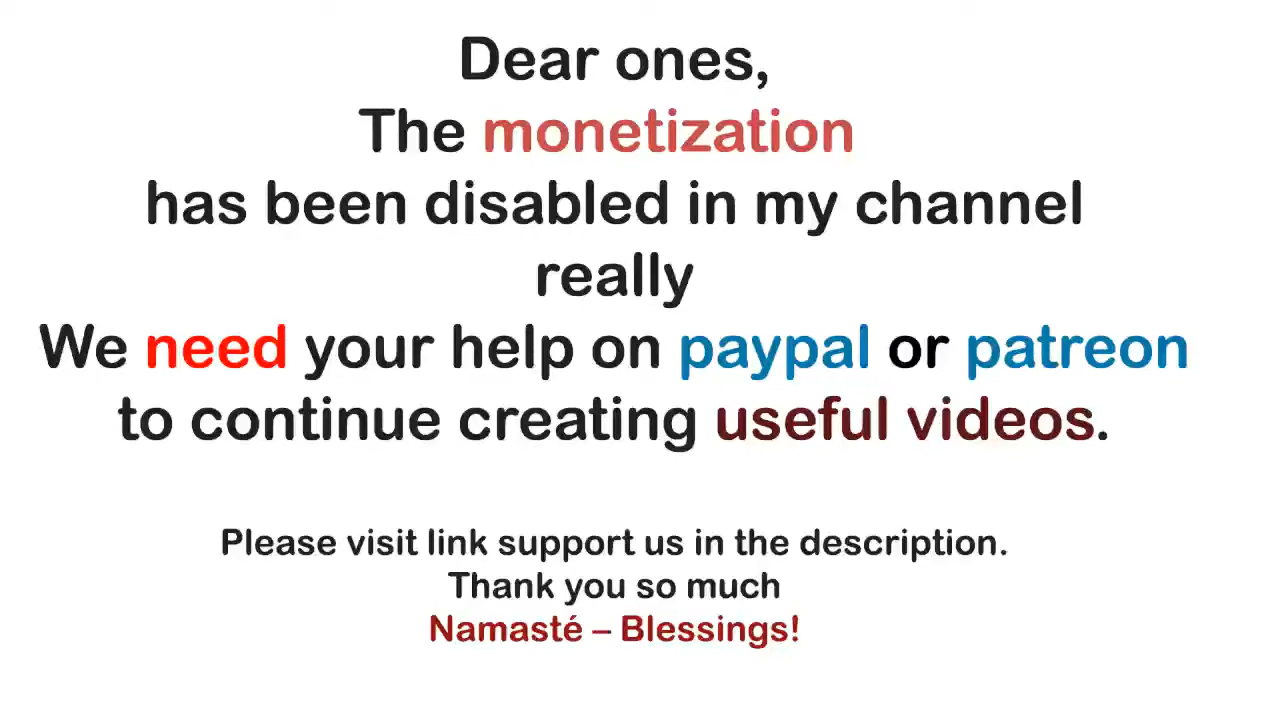 Dear ones,
The monetization
has been disabled in my channel
really
We need your help on paypal or patreon
to continue creating useful videos.
Please visit link support us in the description.
Thank you so much
Namasté – Blessings!